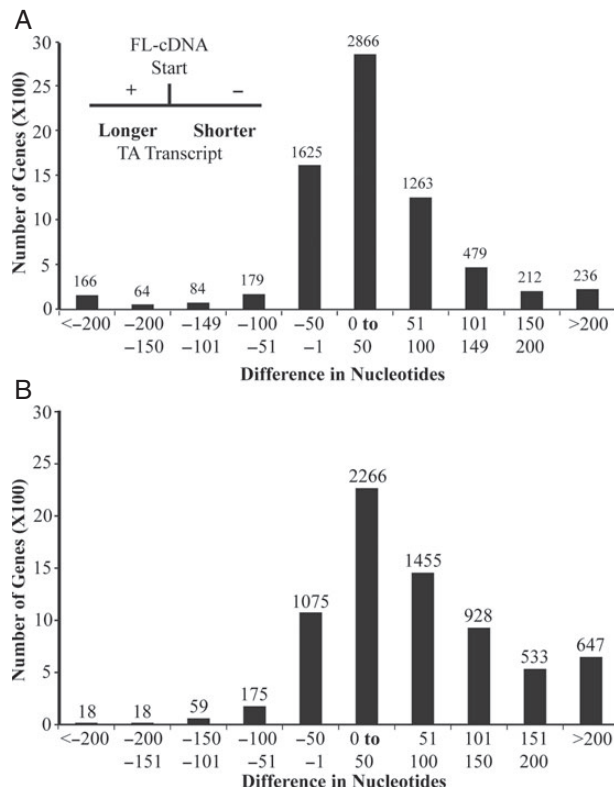 A
FL-cDNA
Start
+ −
Longer Shorter
TA Transcript
Number of Genes (X100)
30
25
20
15
10
5
0
166 64 84 179 1625 2866 1263 479 212 236
<−200 −200 −149 −100 −50 0 to 51 101 150 >200
−150 −101 −51 −1 50 100 149 200
Difference in Nucleotides
B
Number of Genes (X100)
30
25
20
15
10
5
0
18 18 59 175 1075 2266 1455 928 533 647
<−200 −200 −150 −100 −50 0 to 51 101 151 >200
−151 −101 −51 −1 50 100 150 200
Difference in Nucleotides